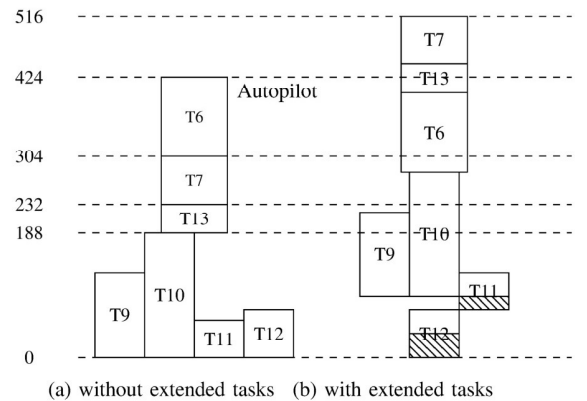 516
T7
424
T13
Autopilot
T6
T6
304
T7
232
T13
T10
188
T9
T11
T10
T9
T12
T11
T12
0
(a) without extended tasks (b) with extended tasks